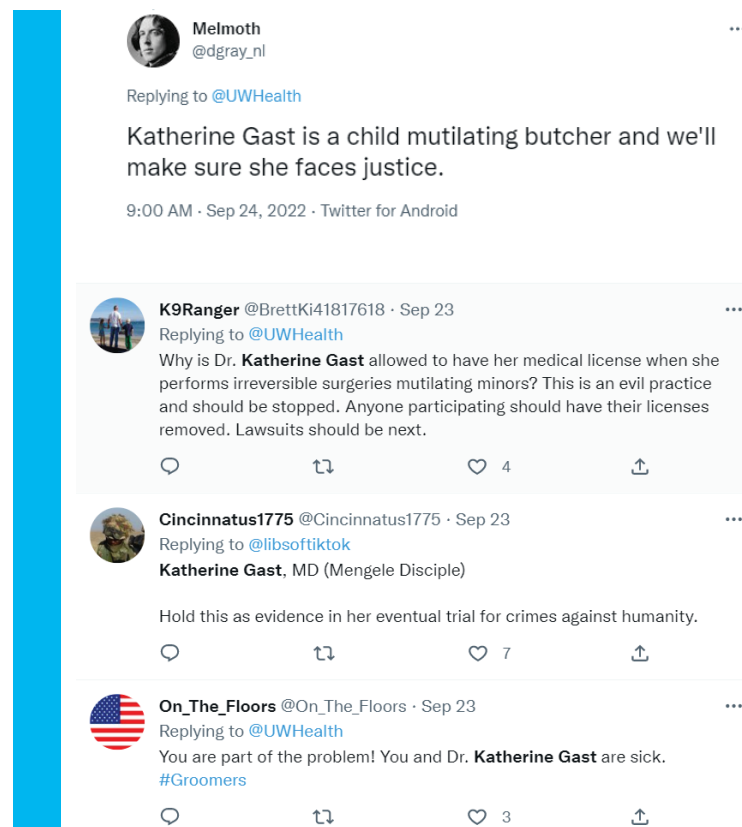 Melmoth
@dgray_nl
Replying to @UWHealth
Katherine Gast is a child mutilating butcher and we'll
make sure she faces justice.
9:00 AM · Sep 24, 2022 · Twitter for Android
K9Ranger @BrettKi41817618 · Sep 23
Replying to @UWHealth
Why is Dr. Katherine Gast allowed to have her medical license when she
performs irreversible surgeries mutilating minors? This is an evil practice
and should be stopped. Anyone participating should have their licenses
removed. Lawsuits should be next.
4
Cincinnatus1775 @Cincinnatus1775 · Sep 23
Replying to @libsoftiktok
Katherine Gast, MD (Mengele Disciple)
Hold this as evidence in her eventual trial for crimes against humanity.
7
On_The_Floors @On_The_Floors · Sep 23
Replying to @UWHealth
You are part of the problem! You and Dr. Katherine Gast are sick.
#Groomers
3